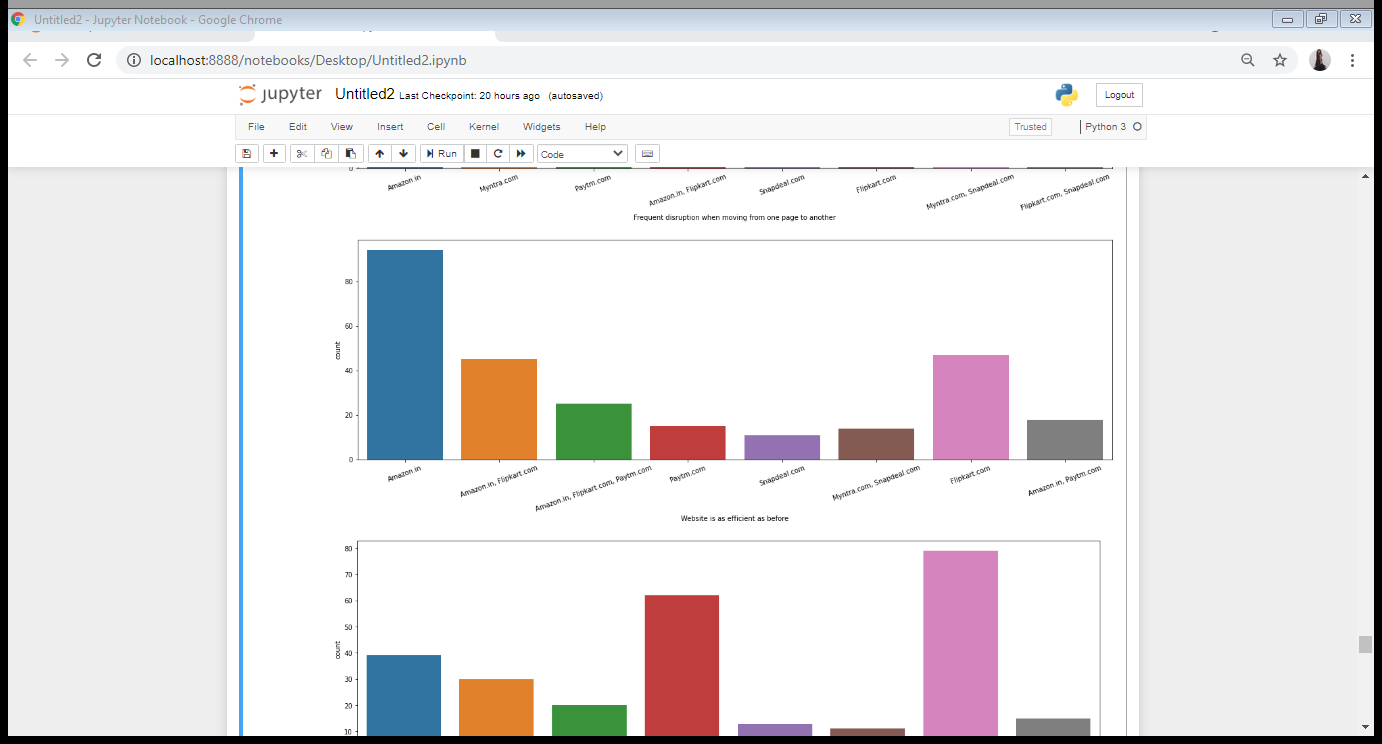 Untitled2 - Jupyter Notebook - Google Chrome
localhost:8888/notebooks/Desktop/Untitled2.ipynb
jupyter Untitled2 Last Checkpoint: 20 hours ago (autosaved)
Logout
File Edit View Insert Cell Kernel Widgets Help Trusted Python 3
Run Code
0
Amazon.in Myntra.com Paytm.com Amazon.in, Flipkart.com Snapdeal.com Flipkart.com Myntra.com, Snapdeal.com Flipkart.com, Snapdeal.com
Frequent disruption when moving from one page to another
80
60
count
40
20
0
Amazon.in Amazon.in, Flipkart.com Amazon.in, Flipkart.com, Paytm.com Paytm.com Snapdeal.com Myntra.com, Snapdeal.com Flipkart.com Amazon.in, Paytm.com
Website is as efficient as before
80
70
60
50
count
40
30
20
10